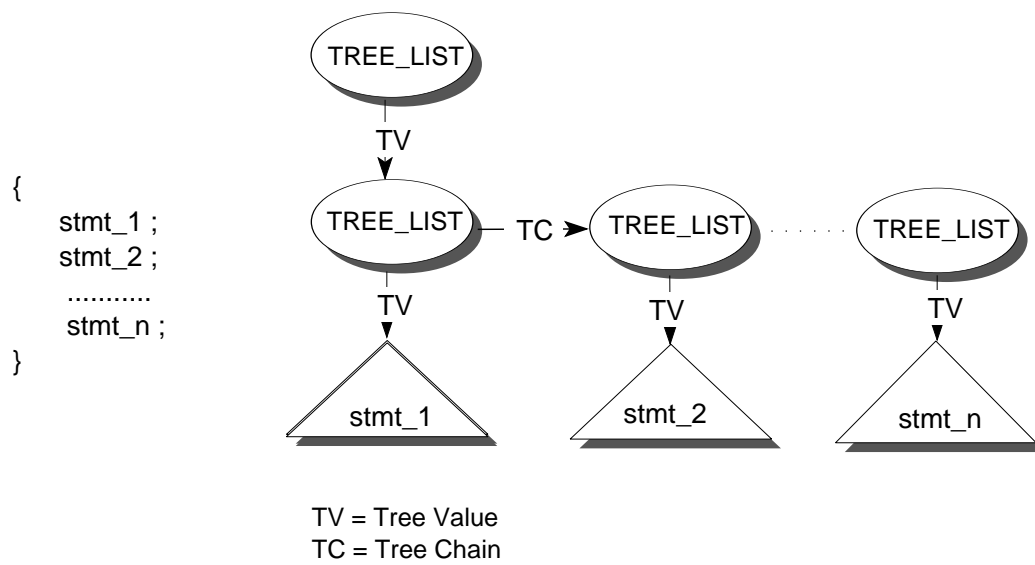 TREE_LIST
TV
{
stmt_1 ;
stmt_2 ;
...........
stmt_n ;
}
TREE_LIST
TC
TREE_LIST
. . . . . .
TREE_LIST
TV
TV
TV
stmt_1
stmt_2
stmt_n
TV = Tree Value
TC = Tree Chain